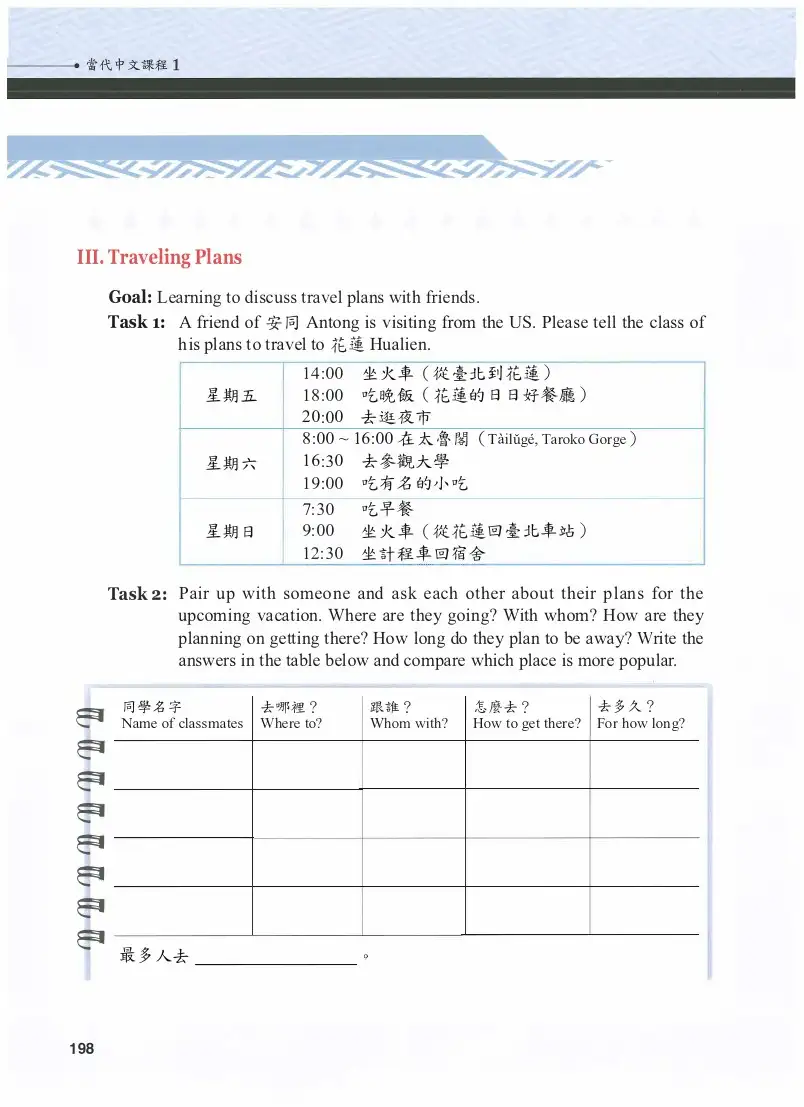 當代中文課程 1
III. Traveling Plans
Goal: Learning to discuss travel plans with friends.
Task 1: A friend of 安同 Antong is visiting from the US. Please tell the class of
his plans to travel to 花蓮 Hualien.
星期五
14:00 坐火車（從臺北到花蓮）
18:00 吃晚飯（花蓮的日日好餐廳）
20:00 去逛夜市
星期六
8:00 ~ 16:00 在太魯閣（Tàilǔgé, Taroko Gorge）
16:30 去參觀大學
19:00 吃有名的小吃
星期日
7:30 吃早餐
9:00 坐火車（從花蓮回臺北車站）
12:30 坐計程車回宿舍
Task 2: Pair up with someone and ask each other about their plans for the
upcoming vacation. Where are they going? With whom? How are they
planning on getting there? How long do they plan to be away? Write the
answers in the table below and compare which place is more popular.
同學名字 去哪裡？ 跟誰？ 怎麼去？ 去多久？
Name of classmates Where to? Whom with? How to get there? For how long?
最多人去 ________________。
198